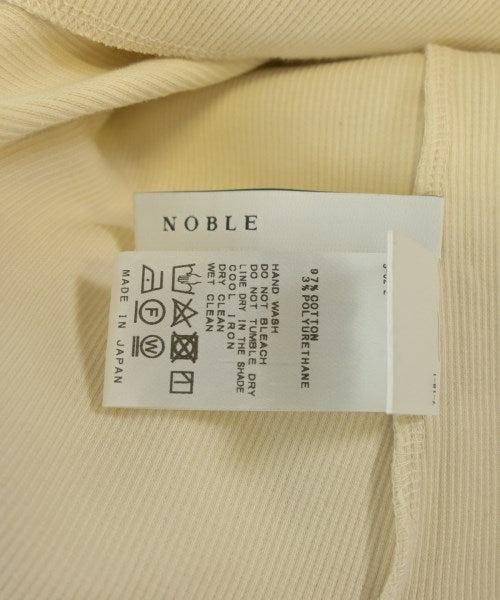 NOBLE
97% COTTON
3% POLYURETHANE
HAND WASH
DO NOT BLEACH
DO NOT TUMBLE DRY
LINE DRY IN THE SHADE
COOL IRON
DRY CLEAN
WET CLEAN
F W
MADE IN JAPAN